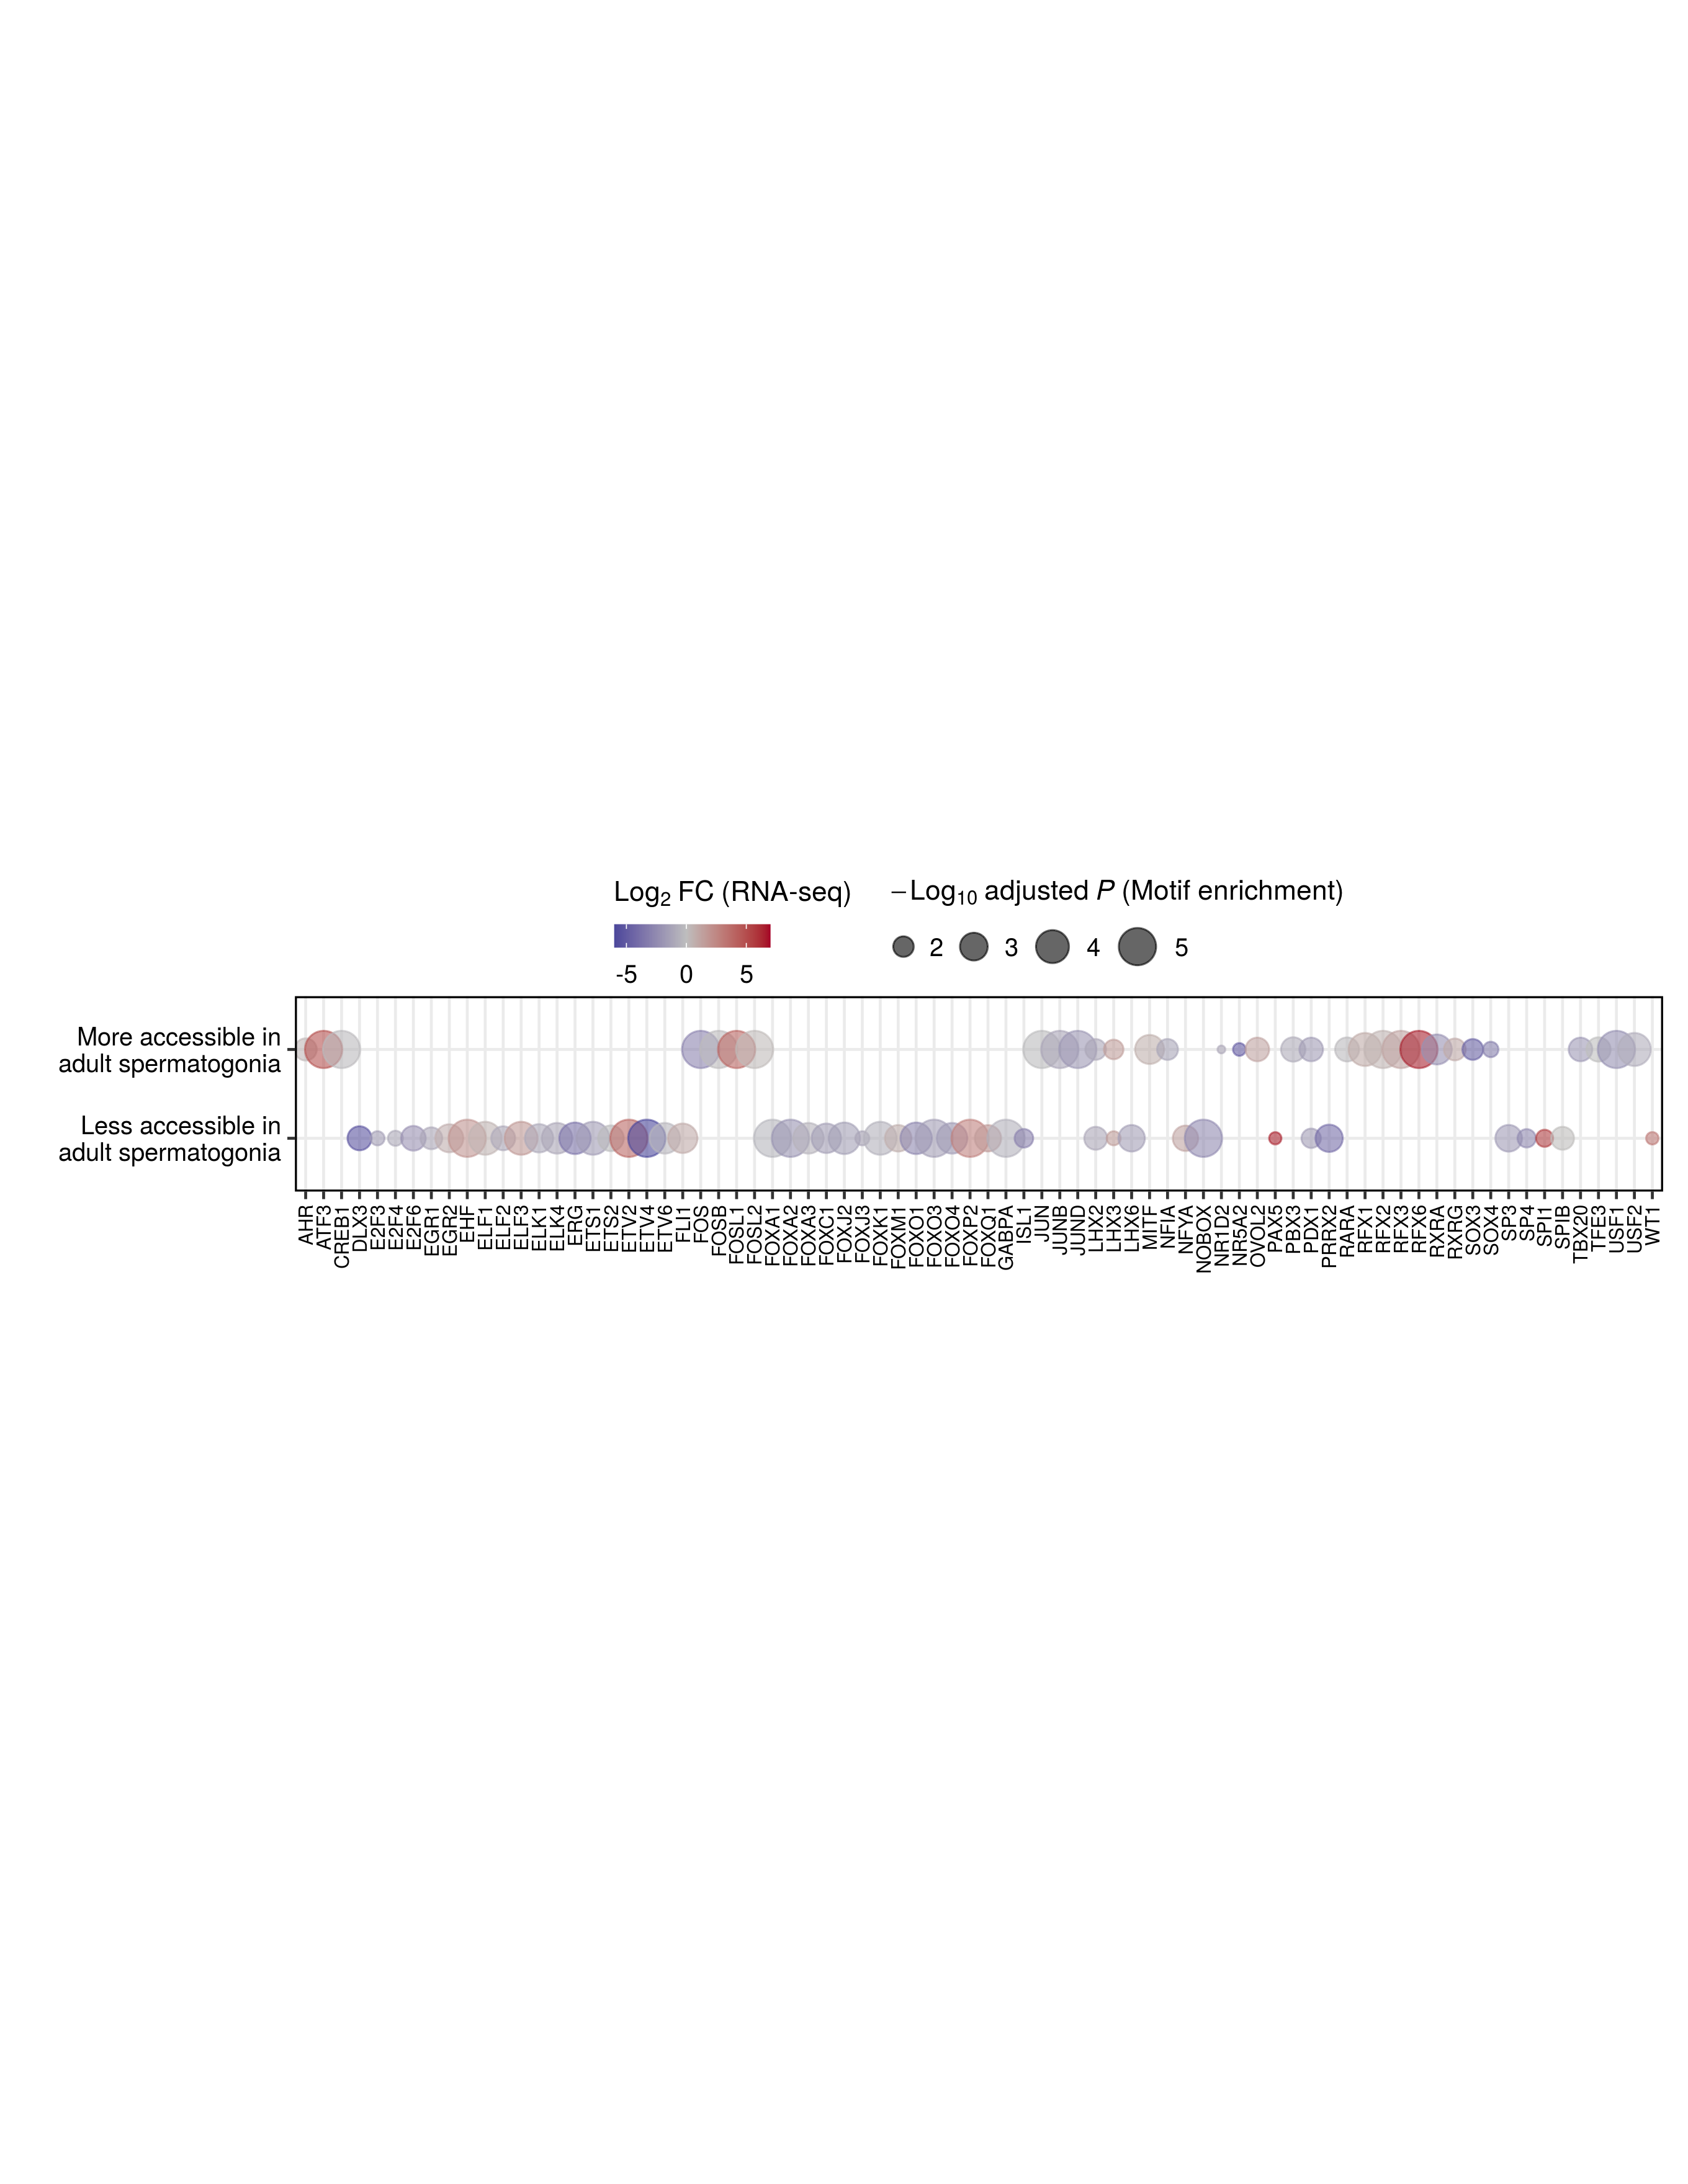 Log2 FC (RNA-seq)
−Log10 adjusted P (Motif enrichment)
-5 0 5
2 3 4 5
More accessible in
adult spermatogonia
Less accessible in
adult spermatogonia
AHR
ATF3
CREB1
DLX3
E2F3
E2F4
E2F6
EGR1
EGR2
EHF
ELF1
ELF2
ELF3
ELK1
ELK4
ERG
ETS1
ETS2
ETV2
ETV4
ETV6
FLI1
FOS
FOSB
FOSL1
FOSL2
FOXA1
FOXA2
FOXA3
FOXC1
FOXJ2
FOXJ3
FOXK1
FOXM1
FOXO1
FOXO3
FOXO4
FOXP2
FOXQ1
GABPA
ISL1
JUN
JUNB
JUND
LHX2
LHX3
LHX6
MITF
NFIA
NFYA
NOBOX
NR1D2
NR5A2
OVOL2
PAX5
PBX3
PDX1
PRRX2
RARA
RFX1
RFX2
RFX3
RFX6
RXRA
RXRG
SOX3
SOX4
SP3
SP4
SPI1
SPIB
TBX20
TFE3
USF1
USF2
WT1